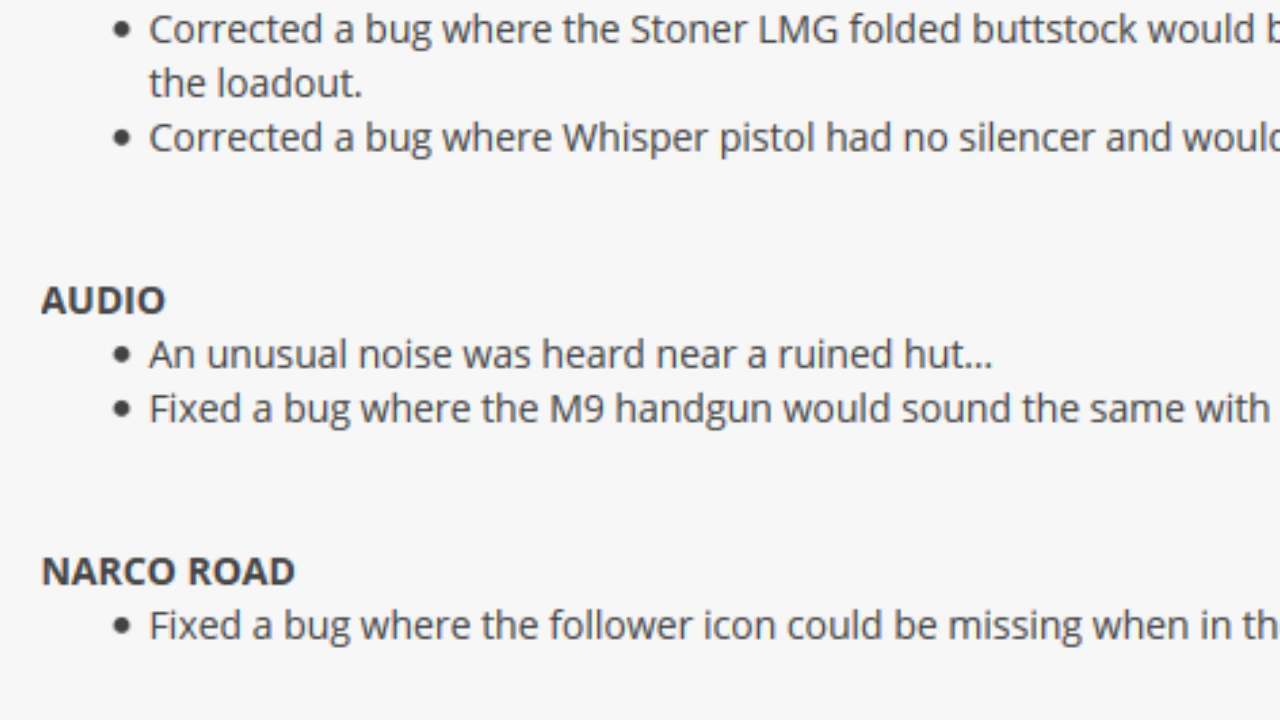 Corrected a bug where the Stoner LMG folded buttstock would
the loadout.
Corrected a bug where Whisper pistol had no silencer and would
AUDIO
An unusual noise was heard near a ruined hut...
Fixed a bug where the M9 handgun would sound the same with
NARCO ROAD
Fixed a bug where the follower icon could be missing when in